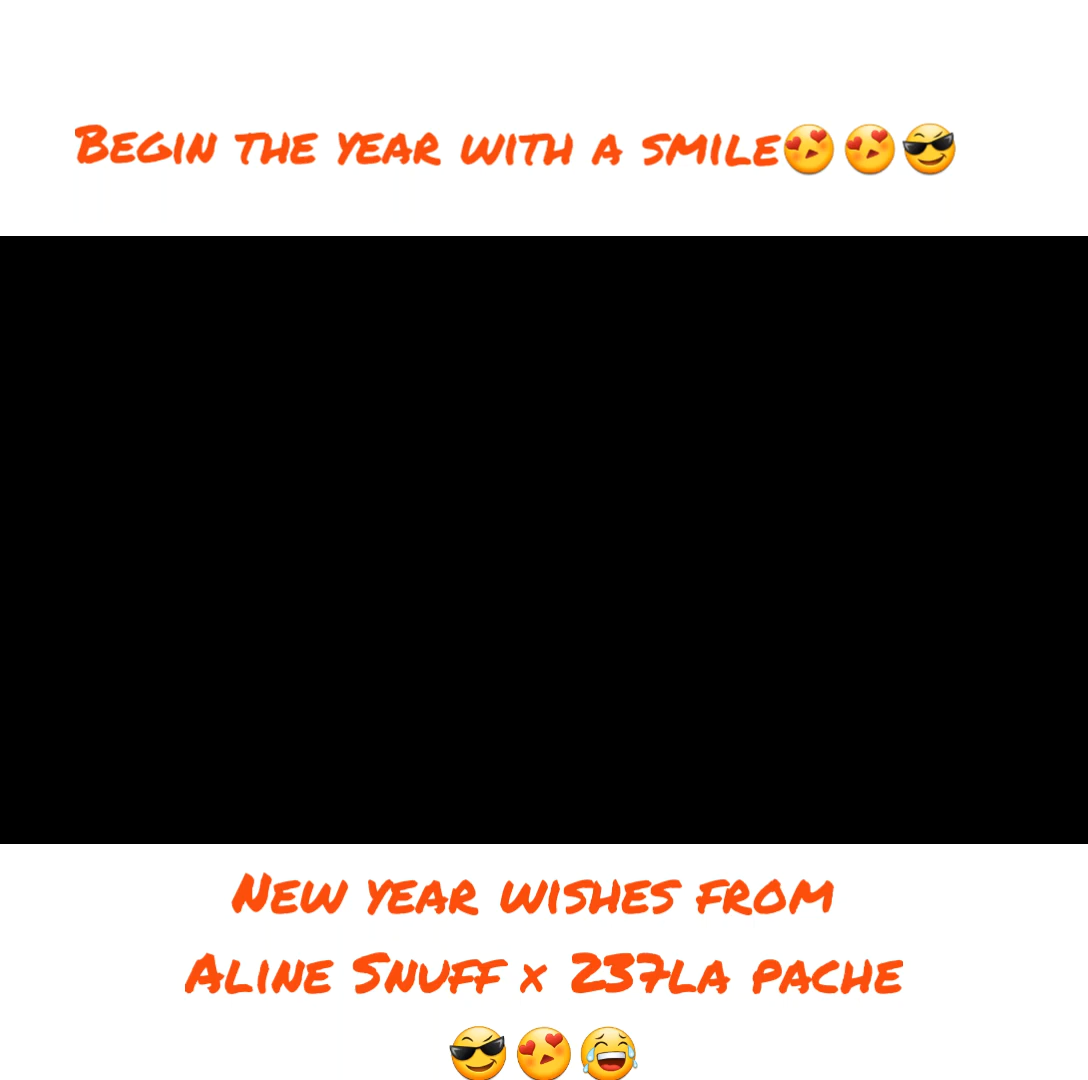 Begin the year with a smile😍😍😎
New year wishes from
Aline Snuff x 237la pache
😎😍😂